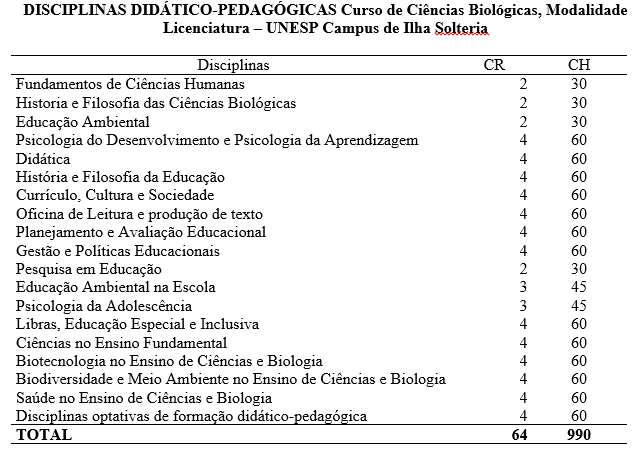 DISCIPLINAS DIDÁTICO-PEDAGÓGICAS Curso de Ciências Biológicas, Modalidade
Licenciatura – UNESP Campus de Ilha Solteria
Disciplinas CR CH
Fundamentos de Ciências Humanas 2 30
Historia e Filosofia das Ciências Biológicas 2 30
Educação Ambiental 2 30
Psicologia do Desenvolvimento e Psicologia da Aprendizagem 4 60
Didática 4 60
História e Filosofia da Educação 4 60
Currículo, Cultura e Sociedade 4 60
Oficina de Leitura e produção de texto 4 60
Planejamento e Avaliação Educacional 4 60
Gestão e Políticas Educacionais 4 60
Pesquisa em Educação 2 30
Educação Ambiental na Escola 3 45
Psicologia da Adolescência 3 45
Libras, Educação Especial e Inclusiva 4 60
Ciências no Ensino Fundamental 4 60
Biotecnologia no Ensino de Ciências e Biologia 4 60
Biodiversidade e Meio Ambiente no Ensino de Ciências e Biologia 4 60
Saúde no Ensino de Ciências e Biologia 4 60
Disciplinas optativas de formação didático-pedagógica 4 60
TOTAL 64 990